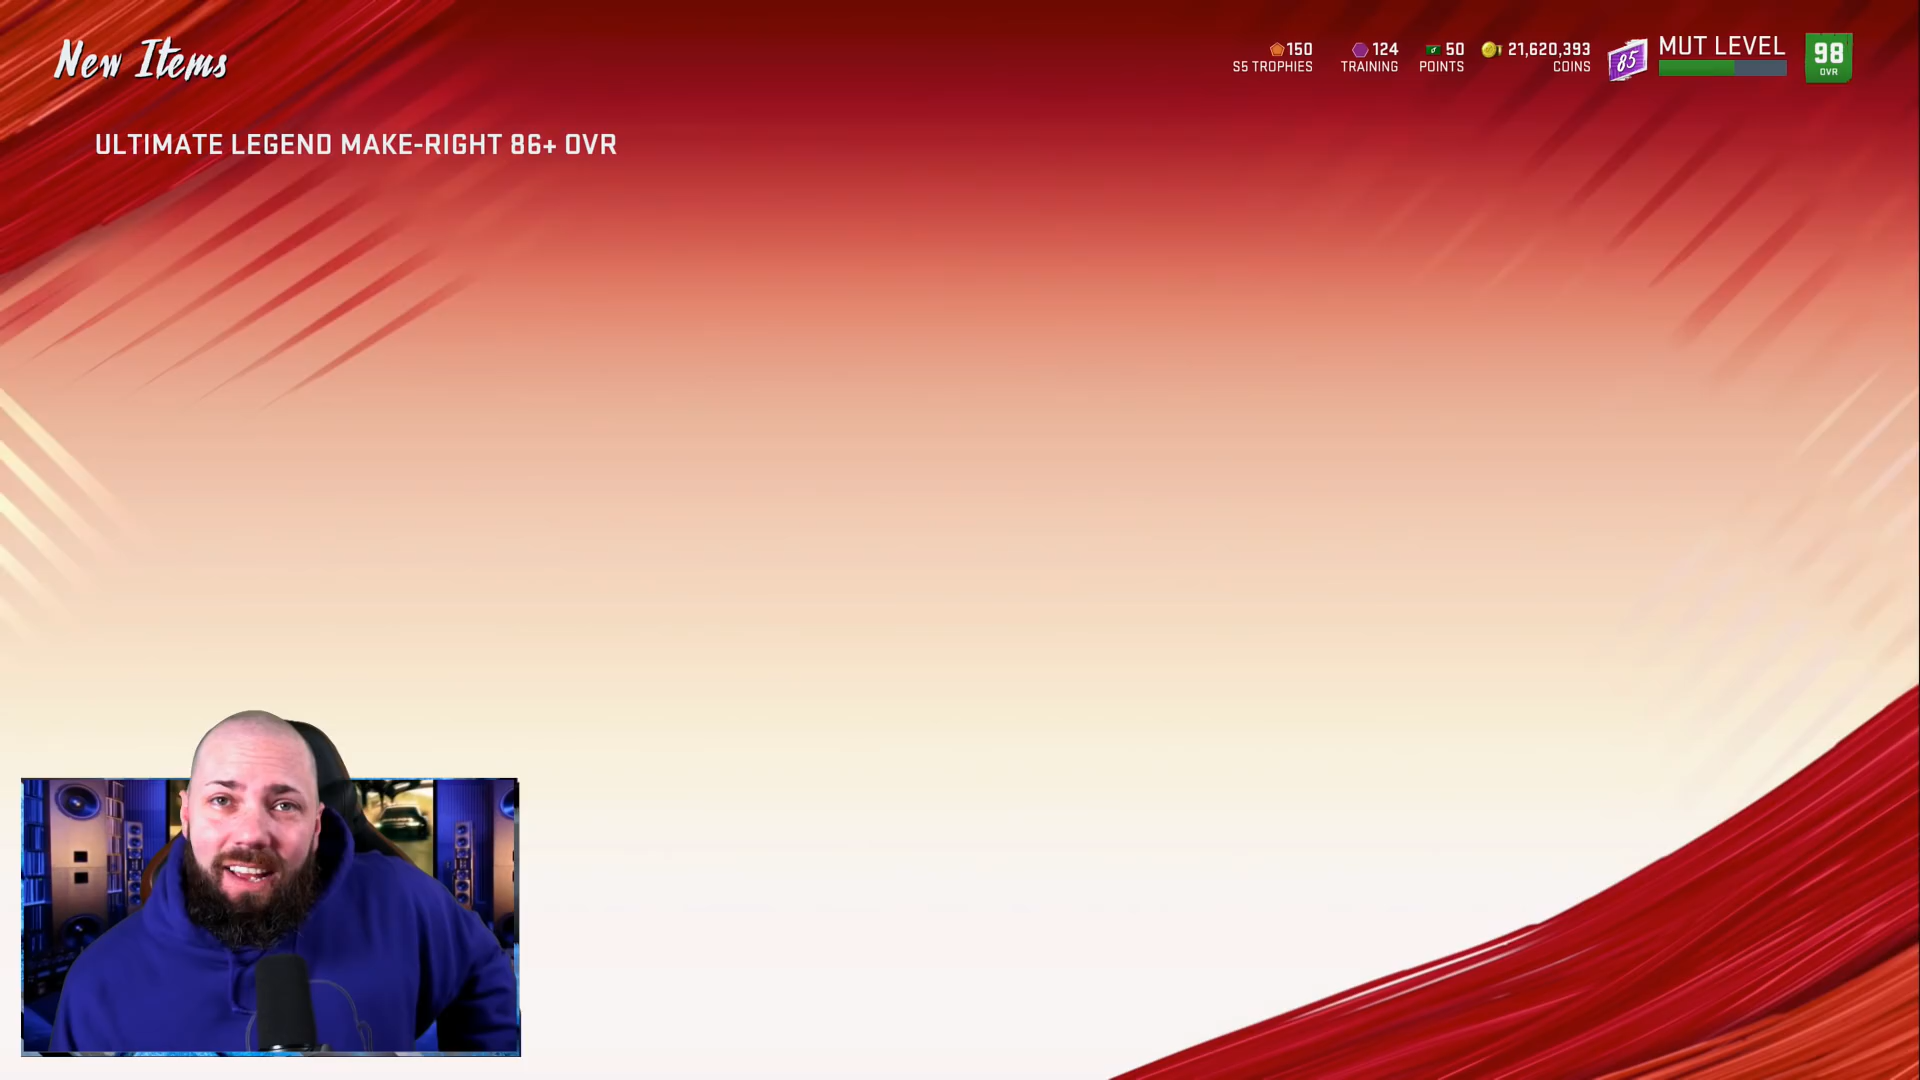 New Items
150
S5 TROPHIES
124
TRAINING
50
POINTS
21,620,393
COINS
85
MUT LEVEL
98
OVR
ULTIMATE LEGEND MAKE-RIGHT 86+ OVR